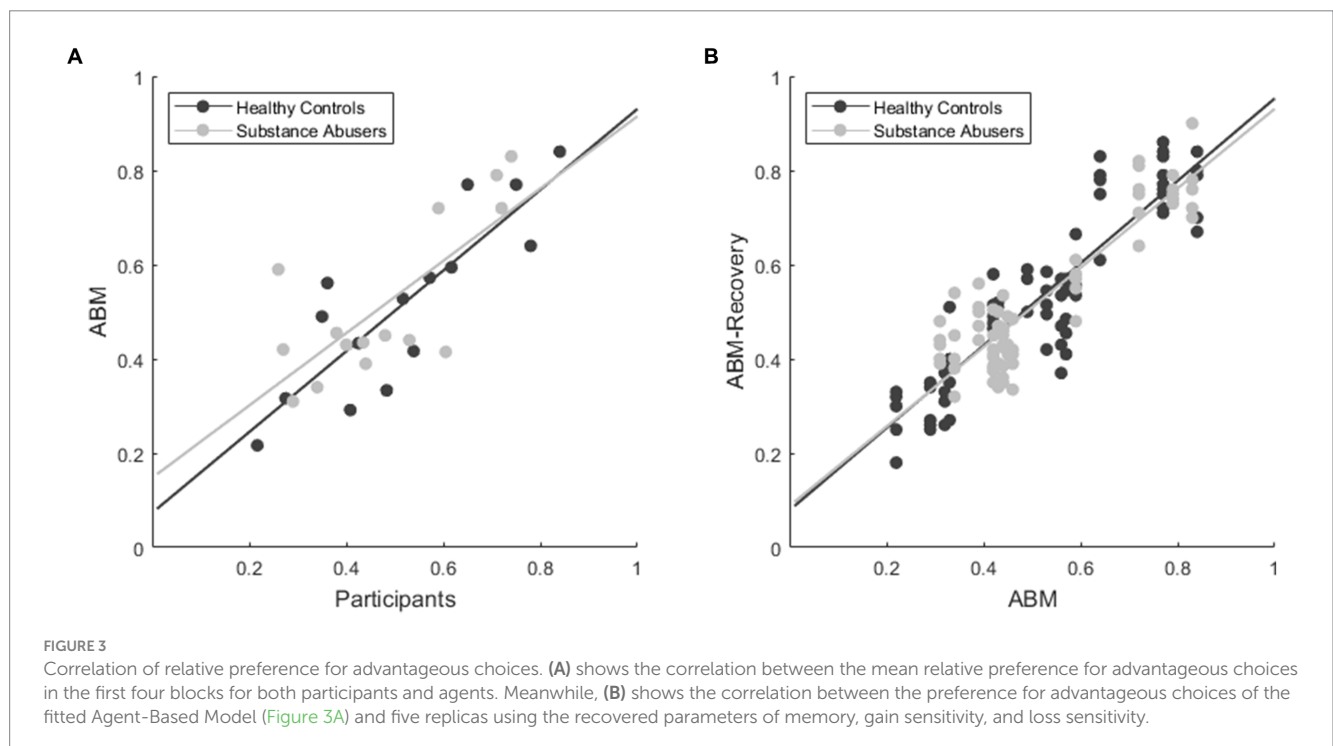 A
1
0.8
0.6
0.4
0.2
0
0.2 0.4 0.6 0.8 1
ABM
Participants
Healthy Controls
Substance Abusers
B
1
0.8
0.6
0.4
0.2
0
0.2 0.4 0.6 0.8 1
ABM-Recovery
ABM
Healthy Controls
Substance Abusers
FIGURE 3
Correlation of relative preference for advantageous choices. (A) shows the correlation between the mean relative preference for advantageous choices
in the first four blocks for both participants and agents. Meanwhile, (B) shows the correlation between the preference for advantageous choices of the
fitted Agent-Based Model (Figure 3A) and five replicas using the recovered parameters of memory, gain sensitivity, and loss sensitivity.